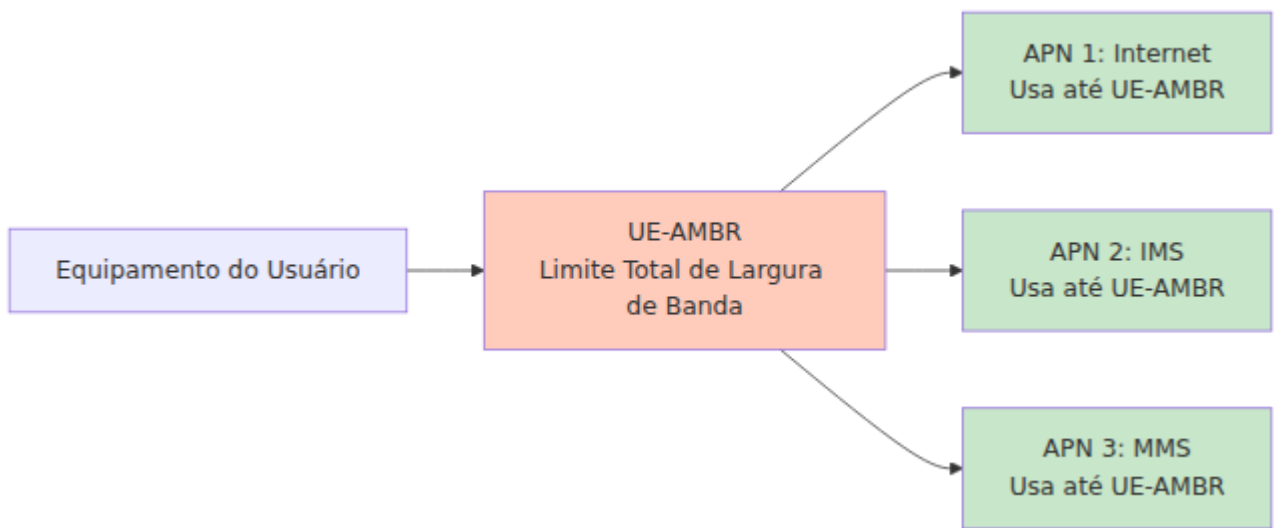 Equipamento do Usuário
UE-AMBR
Limite Total de Largura
de Banda
APN 1: Internet
Usa até UE-AMBR
APN 2: IMS
Usa até UE-AMBR
APN 3: MMS
Usa até UE-AMBR